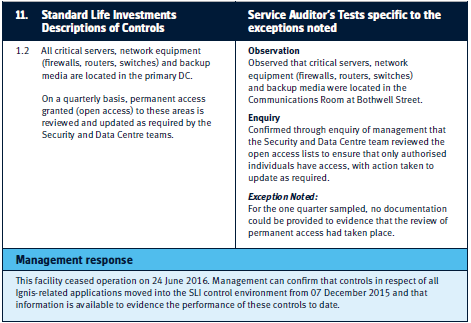 11. Standard Life Investments
Descriptions of Controls
Service Auditor's Tests specific to the
exceptions noted
1.2 All critical servers, network equipment
(firewalls, routers, switches) and backup
media are located in the primary DC.
On a quarterly basis, permanent access
granted (open access) to these areas is
reviewed and updated as required by the
Security and Data Centre teams.
Observation
Observed that critical servers, network
equipment (firewalls, routers, switches)
and backup media were located in the
Communications Room at Bothwell Street.
Enquiry
Confirmed through enquiry of management that
the Security and Data Centre team reviewed the
open access lists to ensure that only authorised
individuals have access, with action taken to
update as required.
Exception Noted:
For the one quarter sampled, no documentation
could be provided to evidence that the review of
permanent access had taken place.
Management response
This facility ceased operation on 24 June 2016. Management can confirm that controls in respect of all
Ignis-related applications moved into the SLI control environment from 07 December 2015 and that
information is available to evidence the performance of these controls to date.